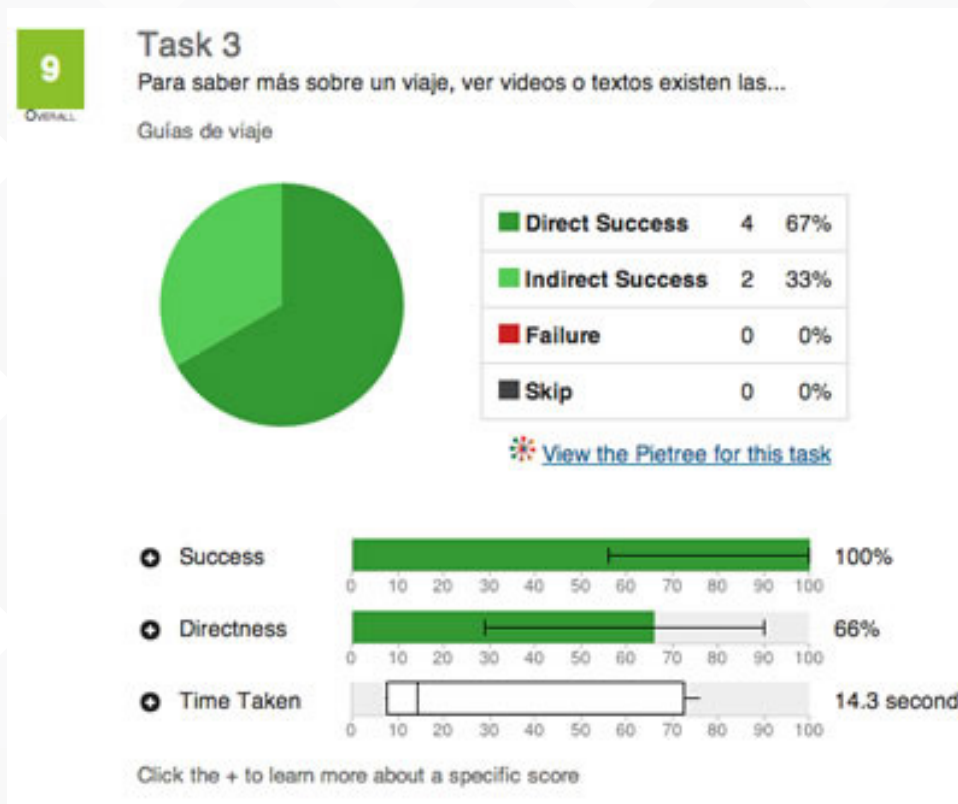 9
OVERALL
Task 3
Para saber más sobre un viaje, ver videos o textos existen las...
Guías de viaje
Direct Success 4 67%
Indirect Success 2 33%
Failure 0 0%
Skip 0 0%
View the Pietree for this task
Success 100%
0 10 20 30 40 50 60 70 80 90 100
Directness 66%
0 10 20 30 40 50 60 70 80 90 100
Time Taken 14.3 second
0 10 20 30 40 50 60 70 80 90 100
Click the + to learn more about a specific score